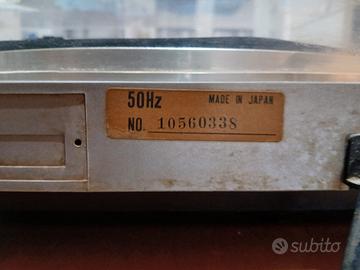 50Hz MADE IN JAPAN
NO. 10560338
subito